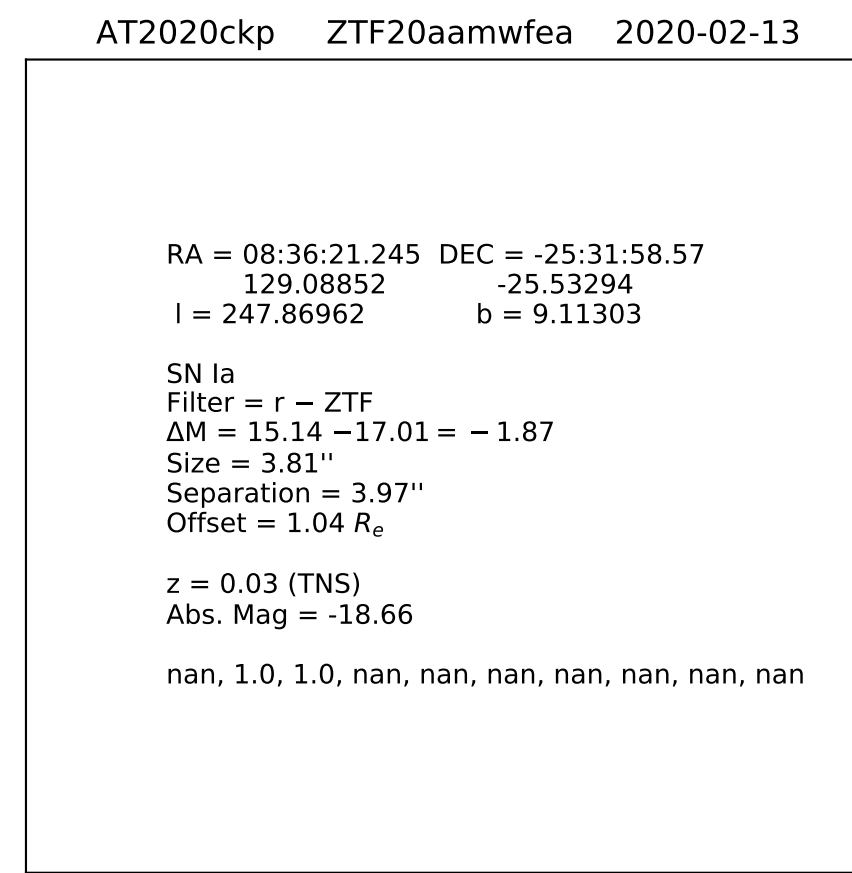 AT2020ckp ZTF20aamwfea 2020-02-13
RA = 08:36:21.245 DEC = -25:31:58.57
129.08852 -25.53294
l = 247.86962 b = 9.11303
SN Ia
Filter = r − ZTF
ΔM = 15.14 −17.01 = −1.87
Size = 3.81''
Separation = 3.97''
Offset = 1.04 Re
z = 0.03 (TNS)
Abs. Mag = -18.66
nan, 1.0, 1.0, nan, nan, nan, nan, nan, nan, nan